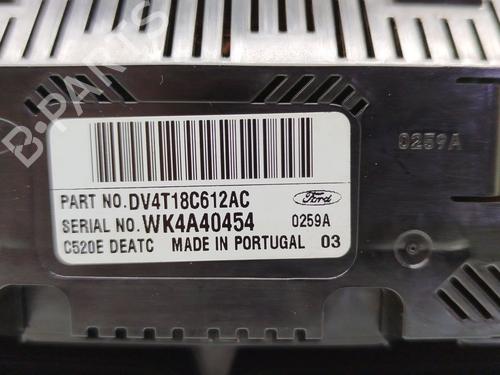 B-PARTS
0259A
PART NO. DV4T18C612AC
SERIAL NO. WK4A40454
Ford
0259A
C520E DEATC MADE IN PORTUGAL 03